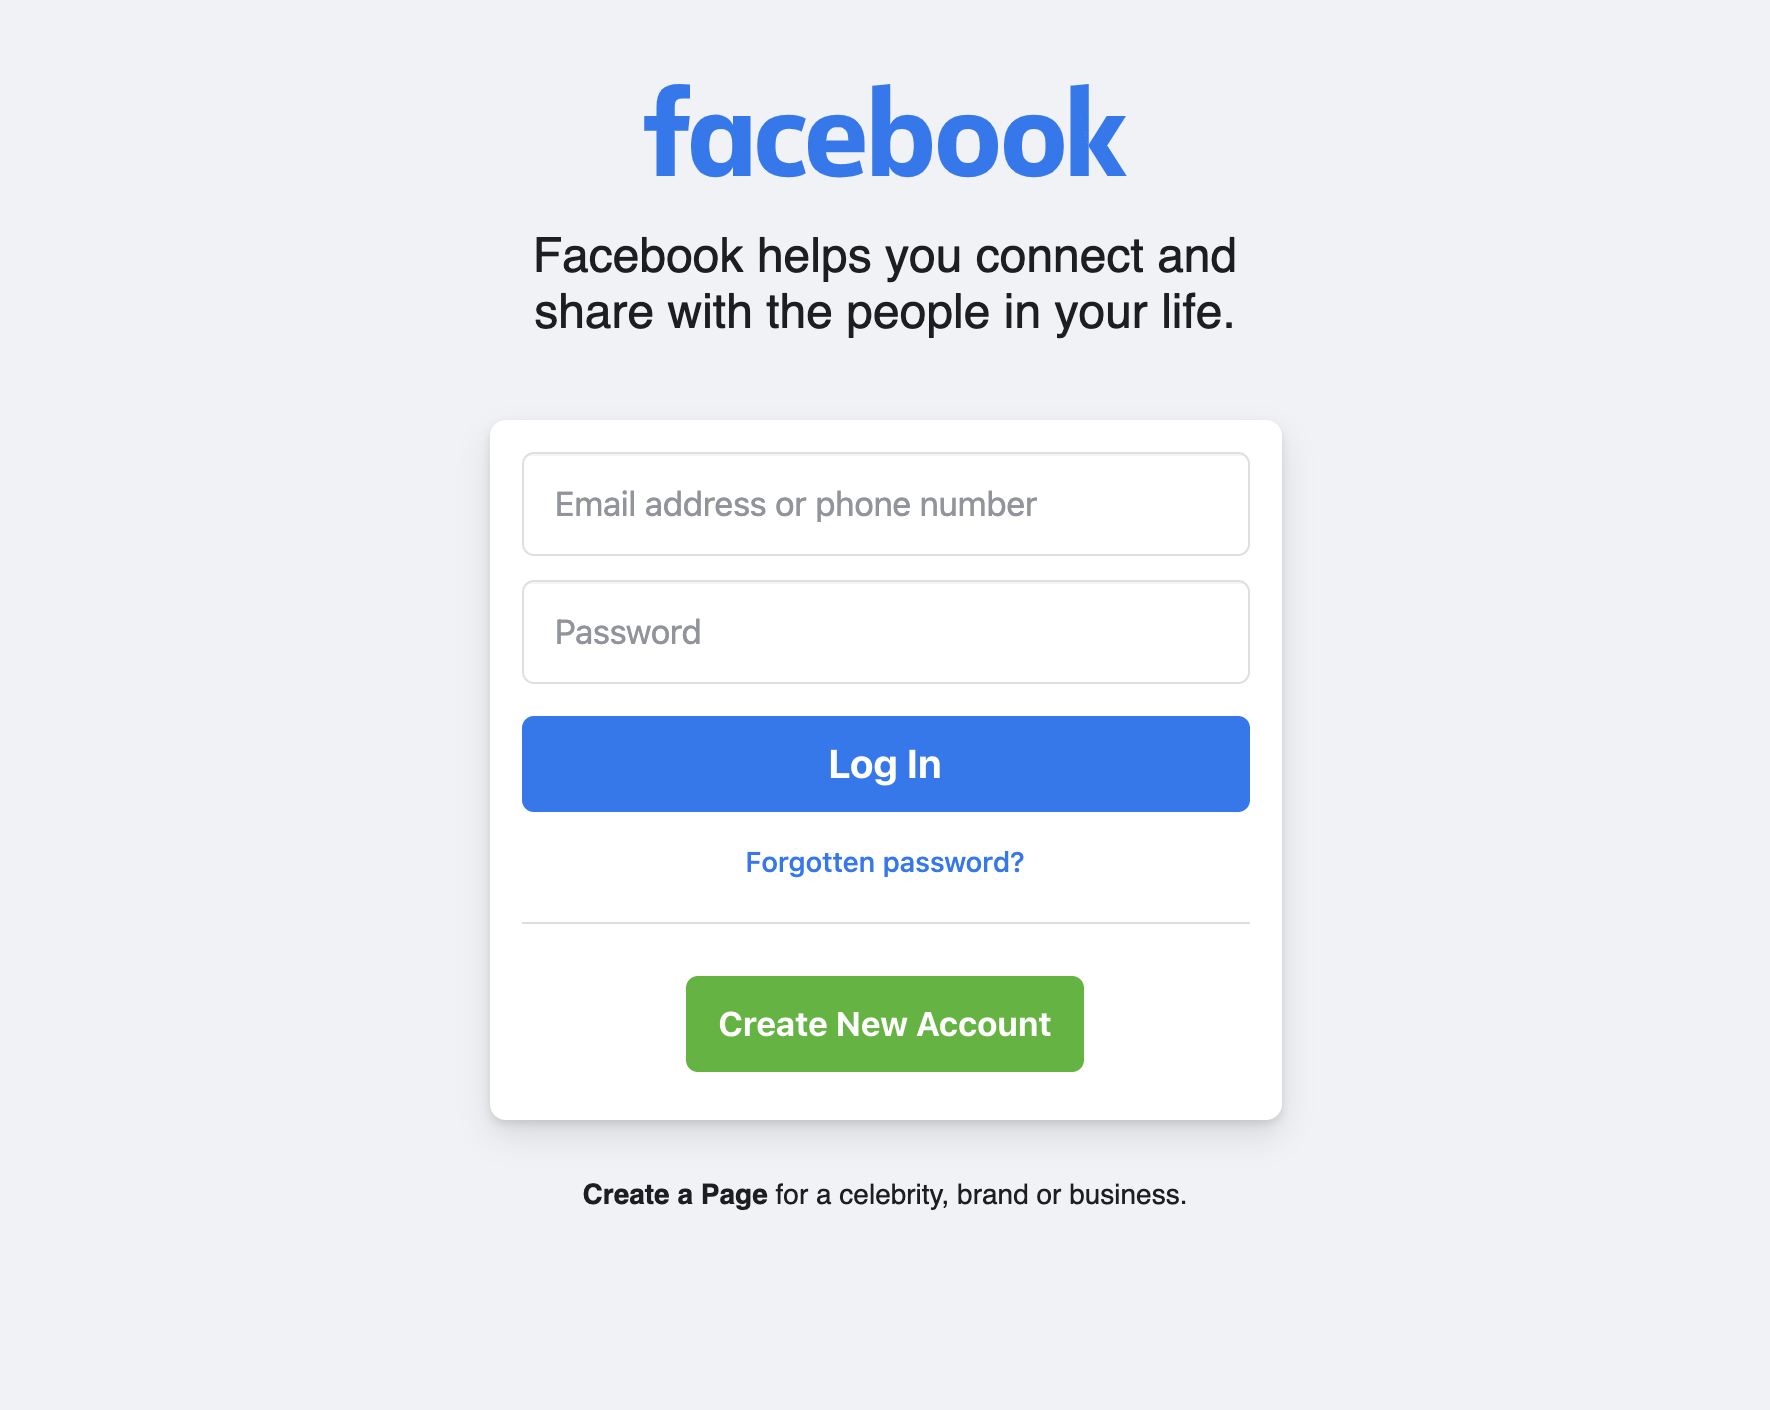 facebook
Facebook helps you connect and
share with the people in your life.
Email address or phone number
Password
Log In
Forgotten password?
Create New Account
Create a Page for a celebrity, brand or business.